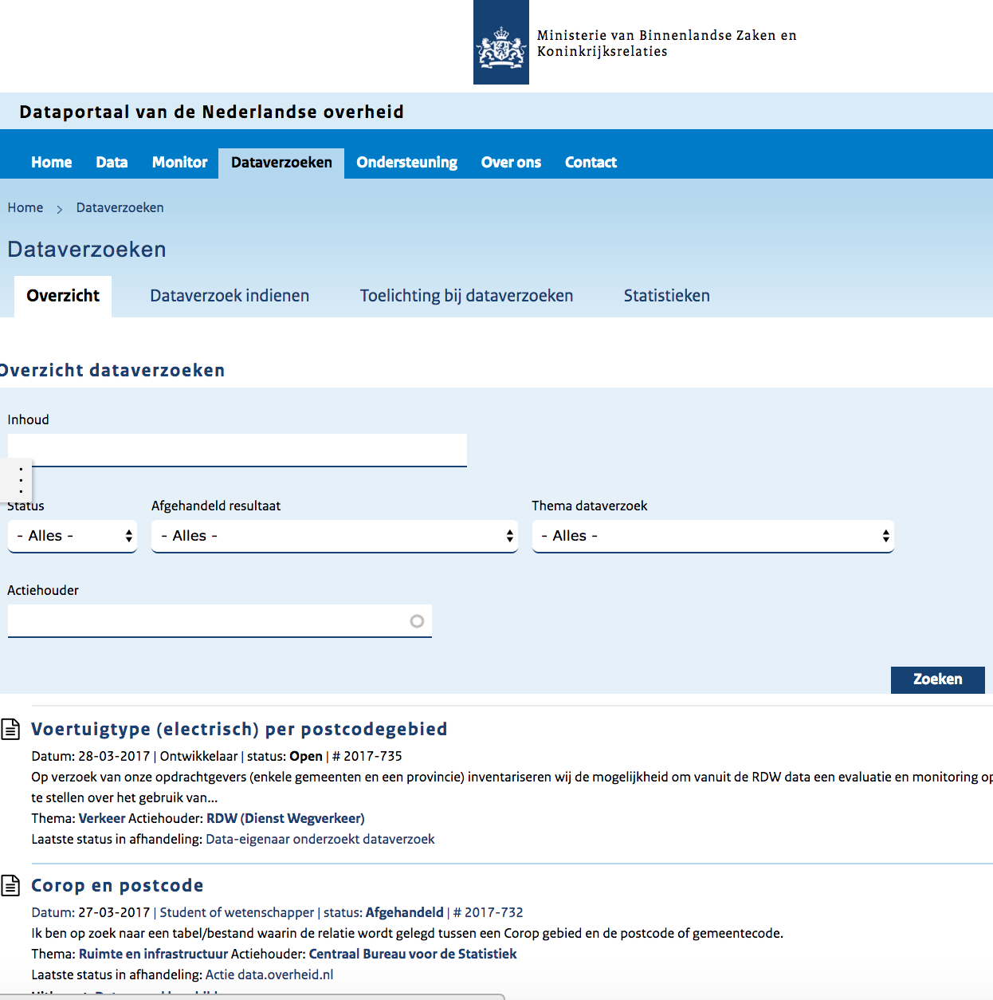 Ministerie van Binnenlandse Zaken en
Koninkrijksrelaties
Dataportaal van de Nederlandse overheid
Home Data Monitor Dataverzoeken Ondersteuning Over ons Contact
Home > Dataverzoeken
Dataverzoeken
Overzicht Dataverzoek indienen Toelichting bij dataverzoeken Statistieken
Overzicht dataverzoeken
Inhoud
Status Afgehandeld resultaat Thema dataverzoek
- Alles - - Alles - - Alles -
Actiehouder
Zoeken
Voertuigtype (electrisch) per postcodegebied
Datum: 28-03-2017 | Ontwikkelaar | status: Open | # 2017-735
Op verzoek van onze opdrachtgevers (enkele gemeenten en een provincie) inventariseren wij de mogelijkheid om vanuit de RDW data een evaluatie en monitoring op
te stellen over het gebruik van...
Thema: Verkeer Actiehouder: RDW (Dienst Wegverkeer)
Laatste status in afhandeling: Data-eigenaar onderzoekt dataverzoek
Corop en postcode
Datum: 27-03-2017 | Student of wetenschapper | status: Afgehandeld | # 2017-732
Ik ben op zoek naar een tabel/bestand waarin de relatie wordt gelegd tussen een Corop gebied en de postcode of gemeentecode.
Thema: Ruimte en infrastructuur Actiehouder: Centraal Bureau voor de Statistiek
Laatste status in afhandeling: Actie data.overheid.nl